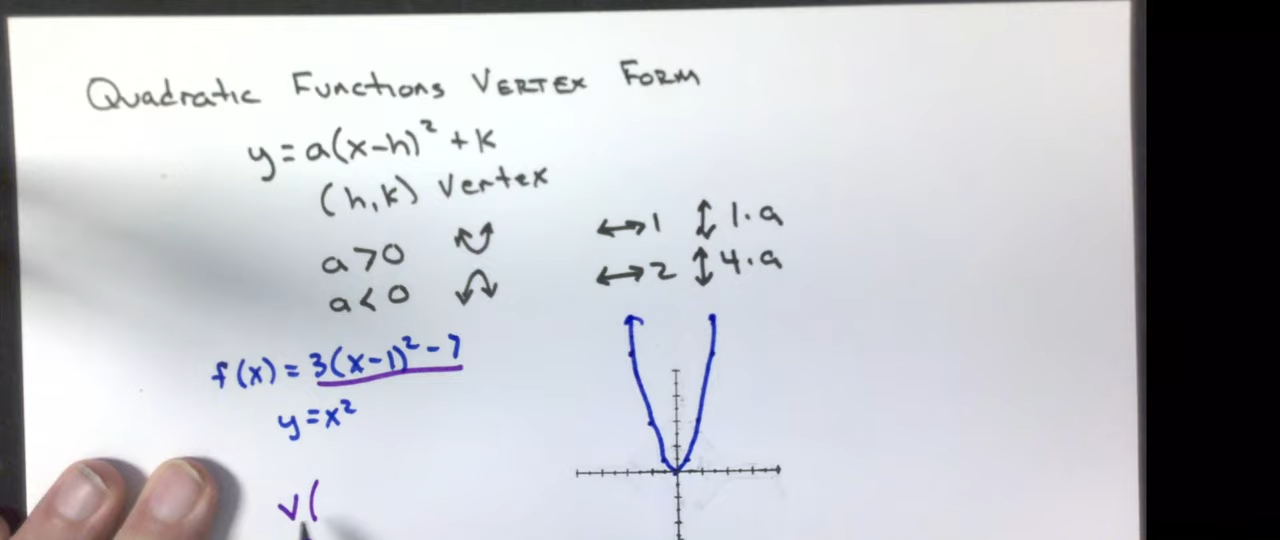 Quadratic Functions VERTEX FORM
y = a(x-h)² + k
(h,k) Vertex
a > 0
a < 0
↔ 1 ↕ 1·a
↔ 2 ↕ 4·a
f(x) = 3(x-1)² - 7
y = x²
V(